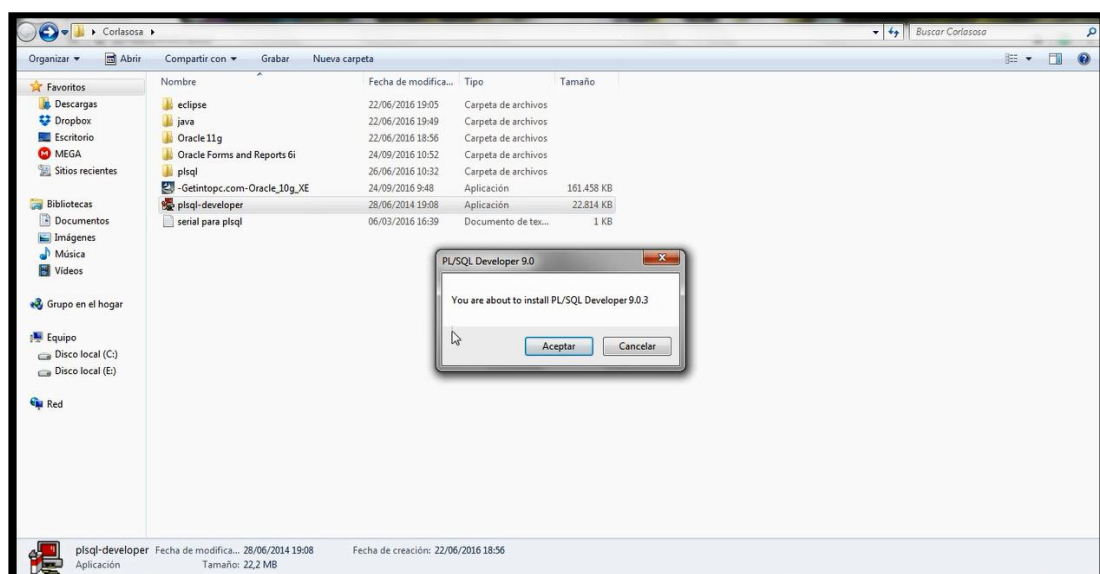 Corlasosa
Buscar Corlasosa
Organizar Abrir Compartir con Grabar Nueva carpeta
Nombre Fecha de modifica... Tipo Tamaño
Favoritos
Descargas
Dropbox
Escritorio
MEGA
Sitios recientes
Bibliotecas
Documentos
Imágenes
Música
Vídeos
Grupo en el hogar
Equipo
Disco local (C:)
Disco local (E:)
Red
eclipse 22/06/2016 19:05 Carpeta de archivos
java 22/06/2016 19:49 Carpeta de archivos
Oracle 11g 22/06/2016 18:56 Carpeta de archivos
Oracle Forms and Reports 6i 24/09/2016 10:52 Carpeta de archivos
plsql 26/06/2016 10:32 Carpeta de archivos
-Getintopc.com-Oracle_10g_XE 24/09/2016 9:48 Aplicación 161.458 KB
plsql-developer 28/06/2014 19:08 Aplicación 22.814 KB
serial para plsql 06/03/2016 16:39 Documento de tex... 1 KB
PL/SQL Developer 9.0
You are about to install PL/SQL Developer 9.0.3
Aceptar Cancelar
plsql-developer Fecha de modifica... 28/06/2014 19:08 Fecha de creación: 22/06/2016 18:56
Aplicación Tamaño: 22,2 MB